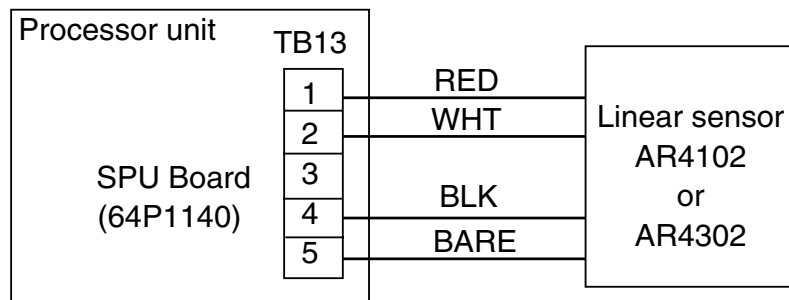 Processor unit
TB13
1
2
3
4
5
SPU Board
(64P1140)
RED
WHT
BLK
BARE
Linear sensor
AR4102
or
AR4302